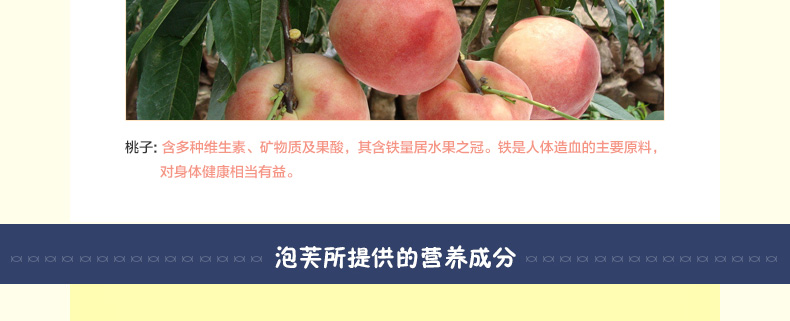 桃子: 含多种维生素、矿物质及果酸，其含铁量居水果之冠。铁是人体造血的主要原料，
对身体健康相当有益。
泡芙所提供的营养成分